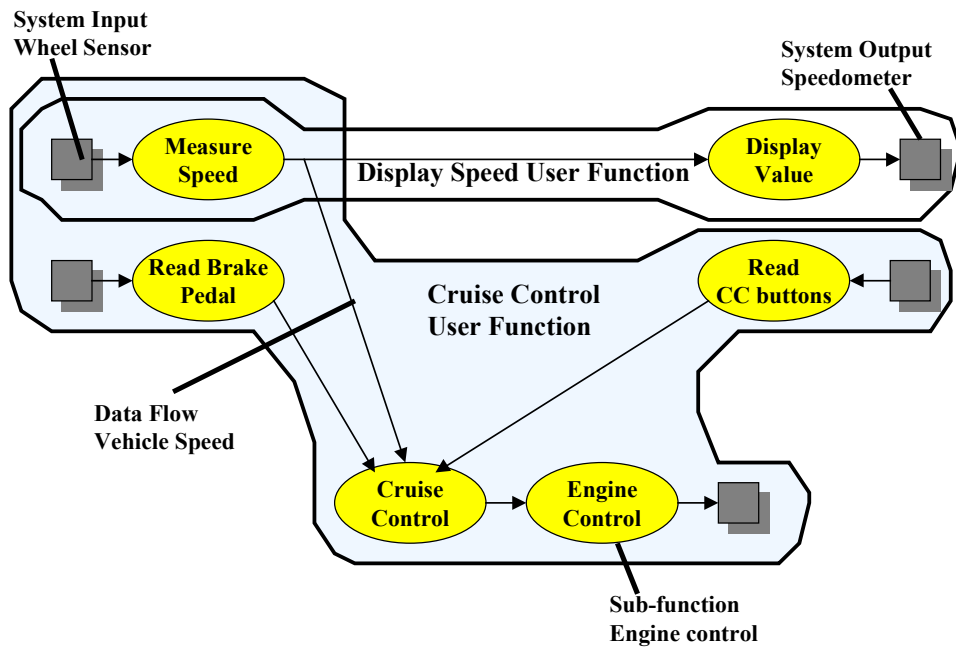 System Input
Wheel Sensor
System Output
Speedometer
Measure
Speed
Display Speed User Function
Display
Value
Read Brake
Pedal
Cruise Control
User Function
Read
CC buttons
Data Flow
Vehicle Speed
Cruise
Control
Engine
Control
Sub-function
Engine control